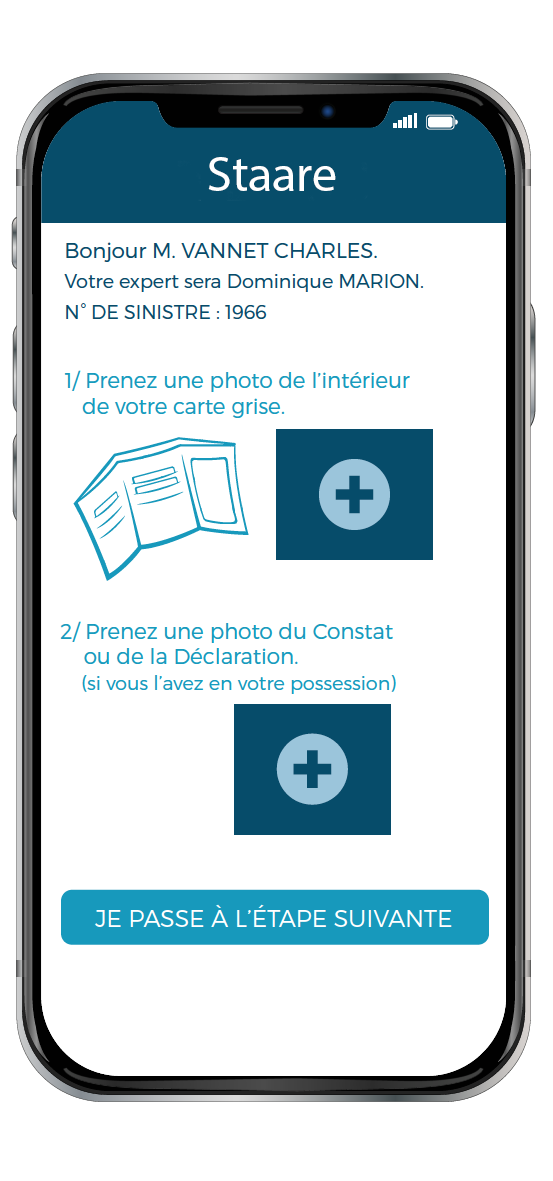 Staare
Bonjour M. VANNET CHARLES.
Votre expert sera Dominique MARION.
N° DE SINISTRE : 1966
1/ Prenez une photo de l’intérieur
de votre carte grise.
2/ Prenez une photo du Constat
ou de la Déclaration.
(si vous l’avez en votre possession)
JE PASSE À L’ÉTAPE SUIVANTE